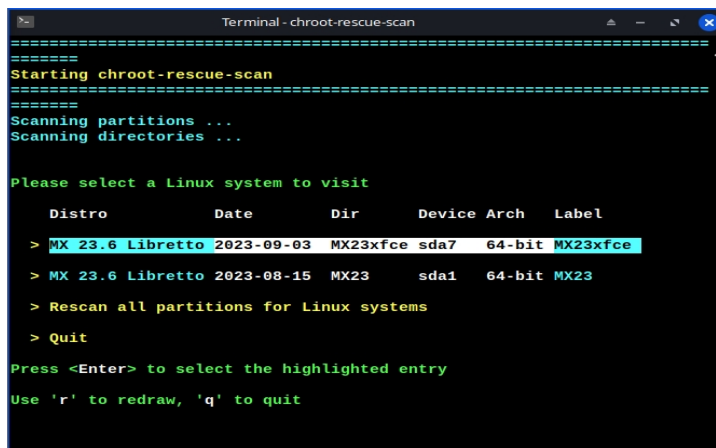 Terminal - chroot-rescue-scan
========================================================================
=======
Starting chroot-rescue-scan
========================================================================
=======
Scanning partitions ...
Scanning directories ...
Please select a Linux system to visit
Distro Date Dir Device Arch Label
> MX 23.6 Libretto 2023-09-03 MX23xfce sda7 64-bit MX23xfce
> MX 23.6 Libretto 2023-08-15 MX23 sda1 64-bit MX23
> Rescan all partitions for Linux systems
> Quit
Press <Enter> to select the highlighted entry
Use 'r' to redraw, 'q' to quit